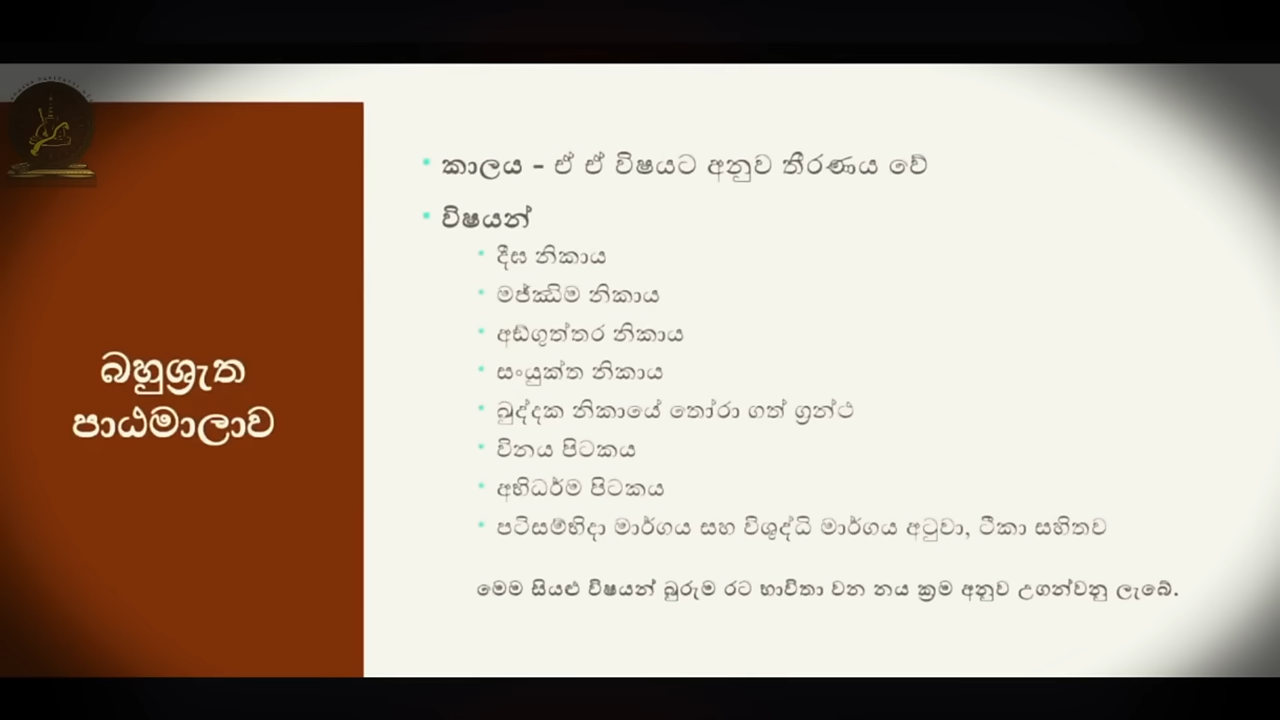 බහුශ්‍රැත
පාඨමාලාව
කාලය - ඒ ඒ විෂයට අනුව තීරණය වේ
විෂයන්
දීඝ නිකාය
මජ්ඣිම නිකාය
අඩ්ගුත්තර නිකාය
සංයුක්ත නිකාය
ඛුද්දක නිකායේ තෝරා ගත් ග්‍රන්ථ
විනය පිටකය
අභිධර්ම පිටකය
පටිසම්භිදා මාර්ගය සහ විශුද්ධි මාර්ගය අටුවා, ටීකා සහිතව
මෙම සියළු විෂයන් බුරුම රට භාවිතා වන නය ක්‍රම අනුව උගන්වනු ලැබේ.